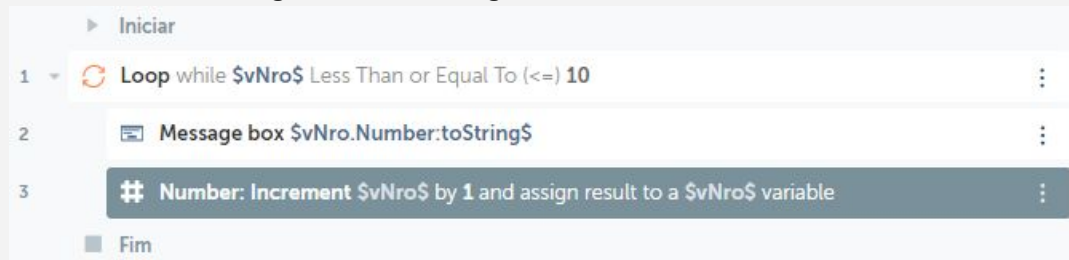 Iniciar
1 Loop while $vNro$ Less Than or Equal To (<=) 10
2 Message box $vNro.Number:toString$
3 Number: Increment $vNro$ by 1 and assign result to a $vNro$ variable
Fim